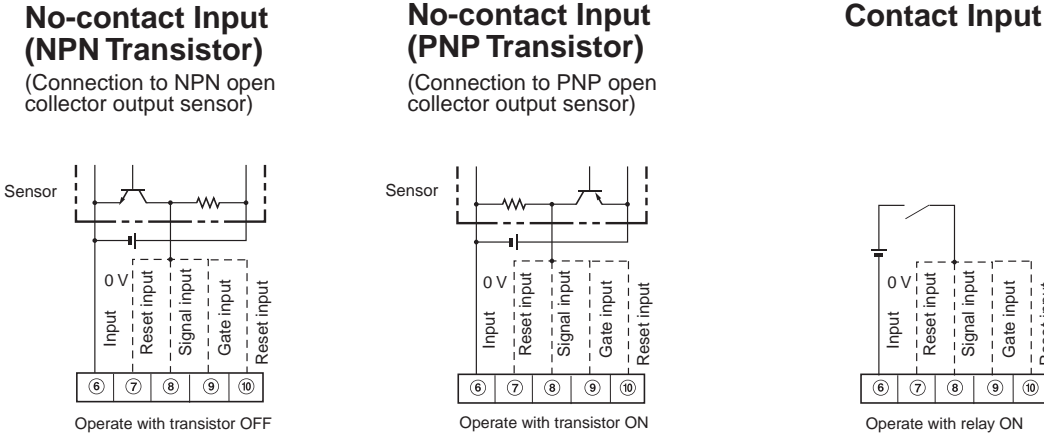 No-contact Input
(NPN Transistor)
(Connection to NPN open
collector output sensor)
Sensor
0 V
Input
Reset input
Signal input
Gate input
Reset input
⑥ ⑦ ⑧ ⑨ ⑩
Operate with transistor OFF
No-contact Input
(PNP Transistor)
(Connection to PNP open
collector output sensor)
Sensor
0 V
Input
Reset input
Signal input
Gate input
Reset input
⑥ ⑦ ⑧ ⑨ ⑩
Operate with transistor ON
Contact Input
0 V
Input
Reset input
Signal input
Gate input
⑥ ⑦ ⑧ ⑨ ⑩
Operate with relay ON